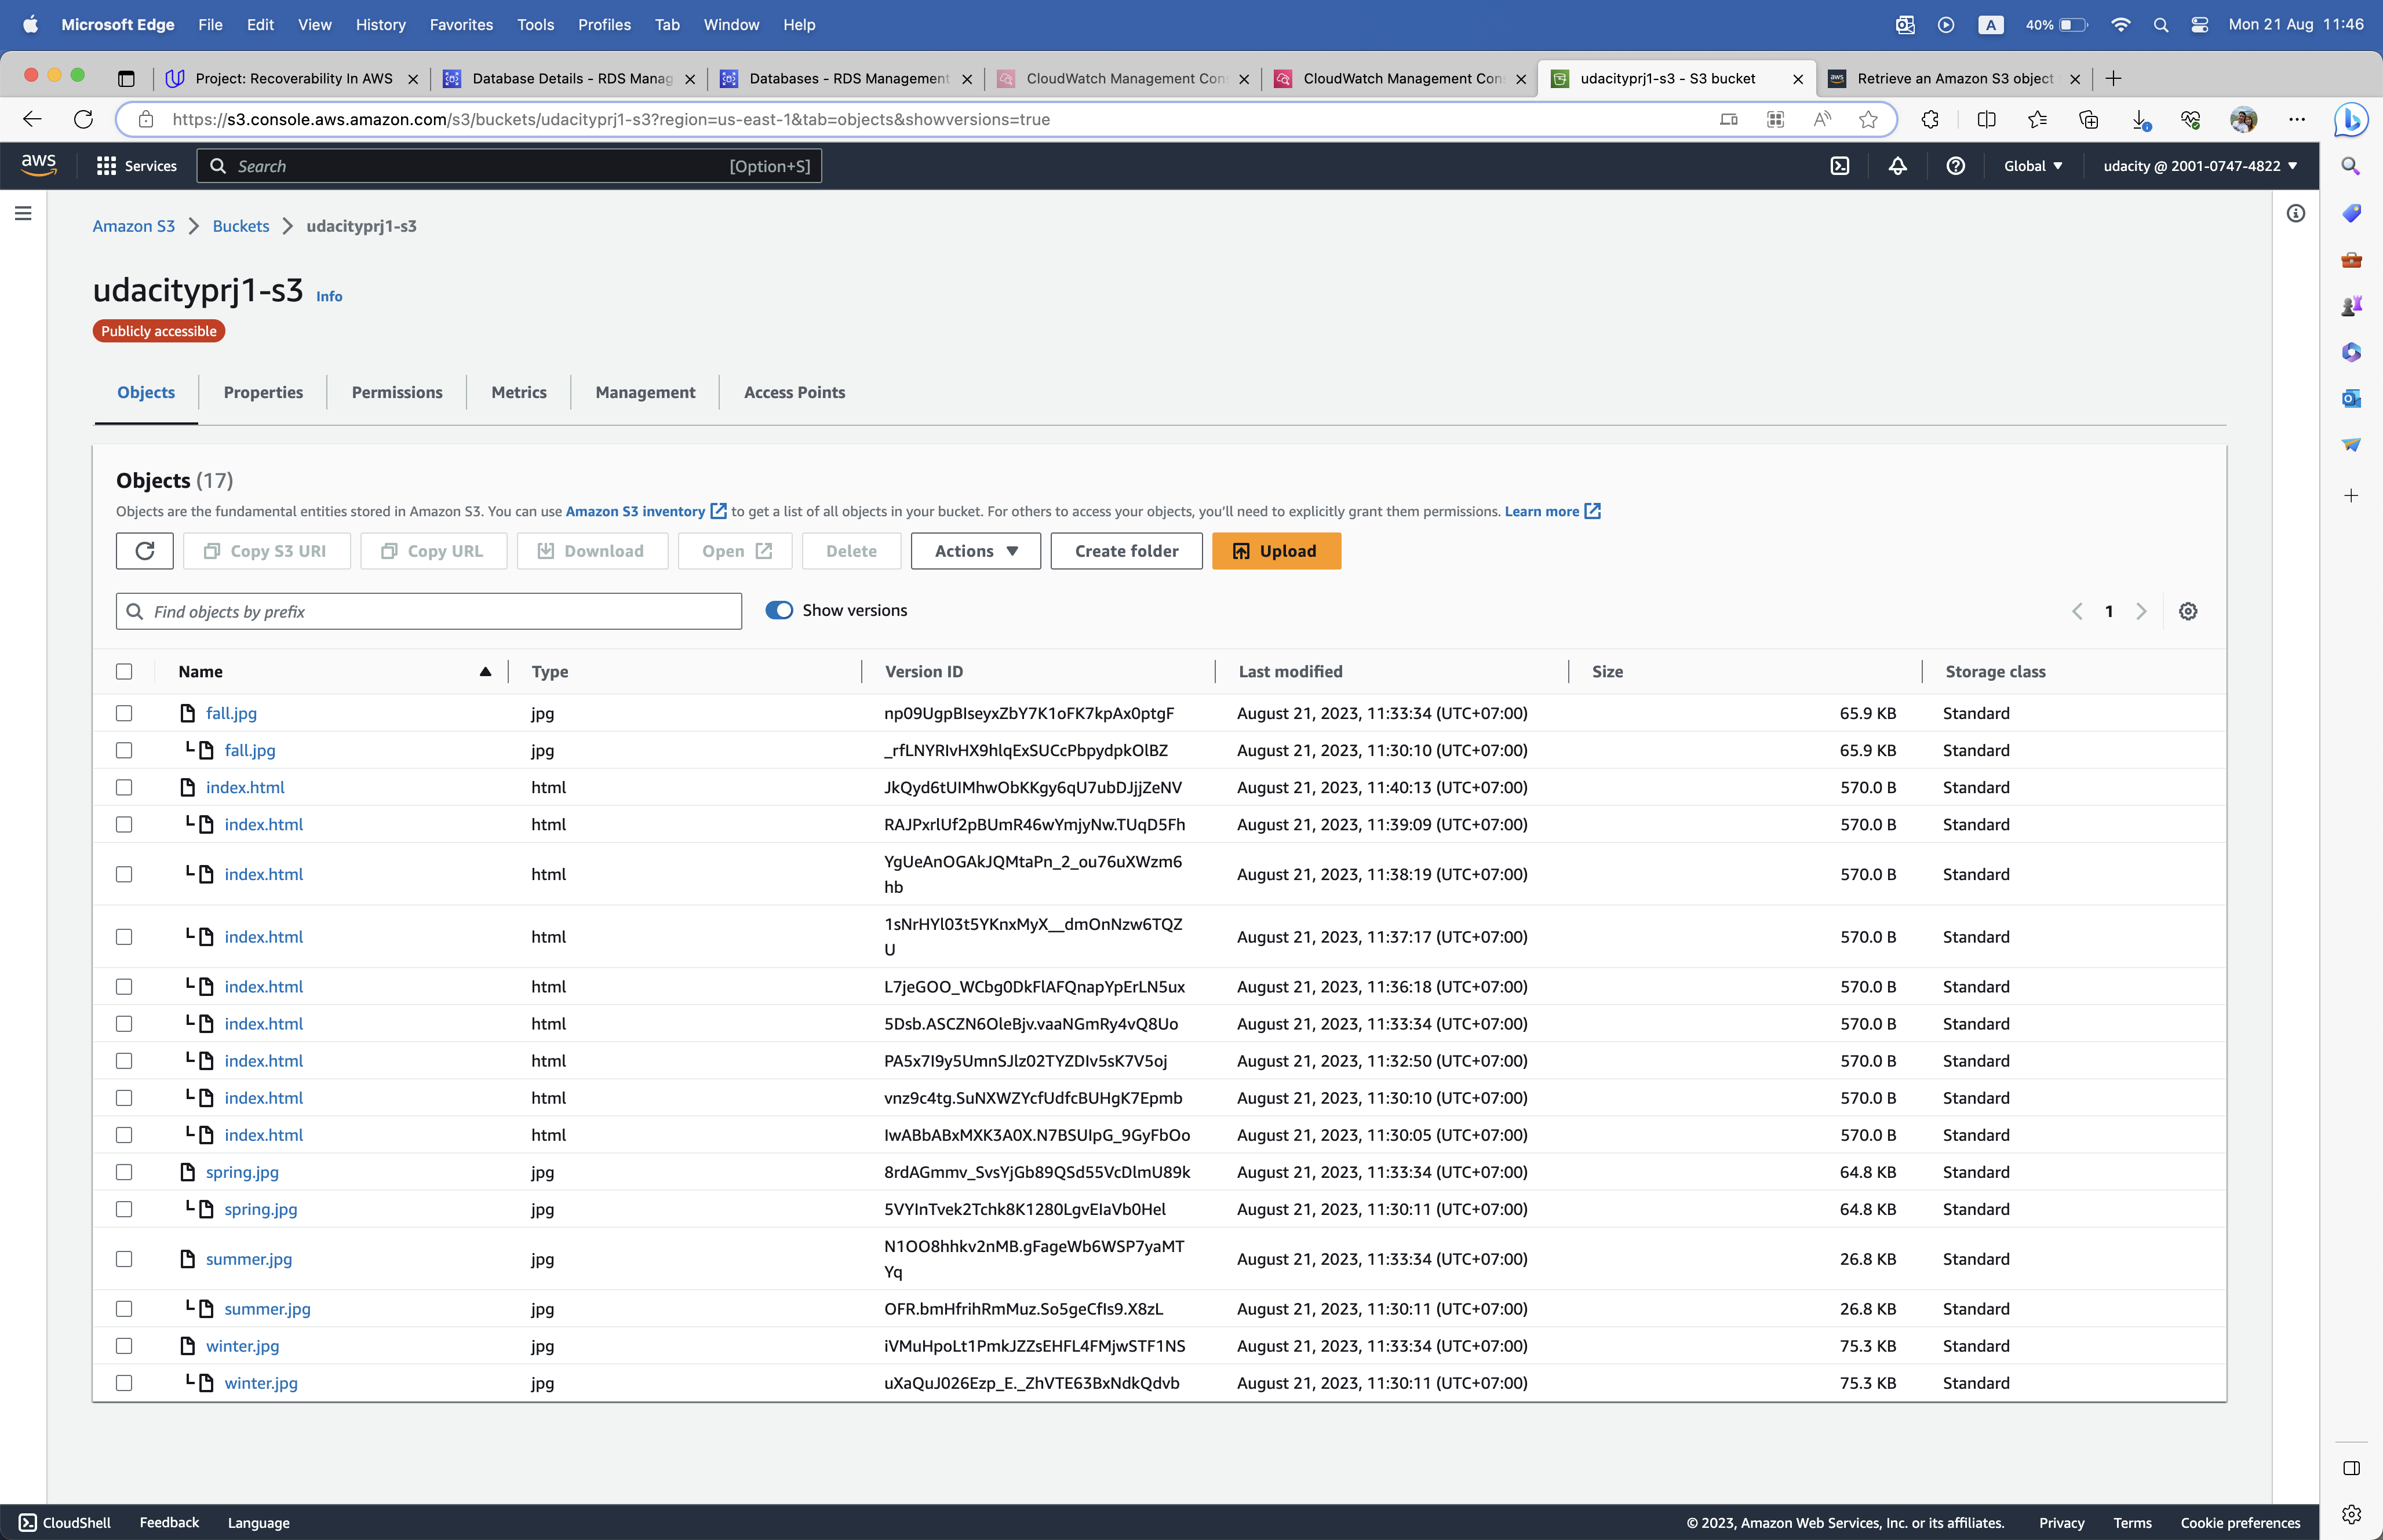 Microsoft Edge File Edit View History Favorites Tools Profiles Tab Window Help A 40% Mon 21 Aug 11:46
Project: Recoverability In AWS Database Details - RDS Manag Databases - RDS Management CloudWatch Management Con CloudWatch Management Con udacityprj1-s3 - S3 bucket aws Retrieve an Amazon S3 object
https://s3.console.aws.amazon.com/s3/buckets/udacityprj1-s3?region=us-east-1&tab=objects&showversions=true
aws Services Search [Option+S] Global udacity @ 2001-0747-4822
Amazon S3 Buckets udacityprj1-s3
udacityprj1-s3 Info
Publicly accessible
Objects Properties Permissions Metrics Management Access Points
Objects (17)
Objects are the fundamental entities stored in Amazon S3. You can use Amazon S3 inventory to get a list of all objects in your bucket. For others to access your objects, you'll need to explicitly grant them permissions. Learn more
Copy S3 URI Copy URL Download Open Delete Actions Create folder Upload
Find objects by prefix Show versions 1
Name Type Version ID Last modified Size Storage class
fall.jpg jpg np09UgpBIseyxZbY7K1oFK7kpAx0ptgF August 21, 2023, 11:33:34 (UTC+07:00) 65.9 KB Standard
fall.jpg jpg _rfLNYRIvHX9hlqExSUCcPbpydpkOlBZ August 21, 2023, 11:30:10 (UTC+07:00) 65.9 KB Standard
index.html html JkQyd6tUIMhwObKKgy6qU7ubDJjjZeNV August 21, 2023, 11:40:13 (UTC+07:00) 570.0 B Standard
index.html html RAJPxrlUf2pBUmR46wYmjyNw.TUqD5Fh August 21, 2023, 11:39:09 (UTC+07:00) 570.0 B Standard
index.html html YgUeAnOGAkJQMtaPn_2_ou76uXWzm6 August 21, 2023, 11:38:19 (UTC+07:00) 570.0 B Standard
hb
index.html html 1sNrHYl03t5YKnxMyX__dmOnNzw6TQZ August 21, 2023, 11:37:17 (UTC+07:00) 570.0 B Standard
U
index.html html L7jeGOO_WCbg0DkFlAFQnapYpErLN5ux August 21, 2023, 11:36:18 (UTC+07:00) 570.0 B Standard
index.html html 5Dsb.ASCZN6OleBjv.vaaNGmRy4vQ8Uo August 21, 2023, 11:33:34 (UTC+07:00) 570.0 B Standard
index.html html PA5x7I9y5UmnSJlz02TYZDIv5sK7V5oj August 21, 2023, 11:32:50 (UTC+07:00) 570.0 B Standard
index.html html vnz9c4tg.SuNXWZYcfUdfcBUHgK7Epmb August 21, 2023, 11:30:10 (UTC+07:00) 570.0 B Standard
index.html html IwABbABxMXK3A0X.N7BSUIpG_9GyFbOo August 21, 2023, 11:30:05 (UTC+07:00) 570.0 B Standard
spring.jpg jpg 8rdAGmmv_SvsYjGb89QSd55VcDlmU89k August 21, 2023, 11:33:34 (UTC+07:00) 64.8 KB Standard
spring.jpg jpg 5VYInTvek2Tchk8K1280LgvEIaVb0Hel August 21, 2023, 11:30:11 (UTC+07:00) 64.8 KB Standard
summer.jpg jpg N1OO8hhkv2nMB.gFageWb6WSP7yaMT August 21, 2023, 11:33:34 (UTC+07:00) 26.8 KB Standard
Yq
summer.jpg jpg OFR.bmHfrihRmMuz.So5geCfIs9.X8zL August 21, 2023, 11:30:11 (UTC+07:00) 26.8 KB Standard
winter.jpg jpg iVMuHpoLt1PmkJZZsEHFL4FMjwSTF1NS August 21, 2023, 11:33:34 (UTC+07:00) 75.3 KB Standard
winter.jpg jpg uXaQuJ026Ezp_E._ZhVTE63BxNdkQdvb August 21, 2023, 11:30:11 (UTC+07:00) 75.3 KB Standard
CloudShell Feedback Language © 2023, Amazon Web Services, Inc. or its affiliates. Privacy Terms Cookie preferences